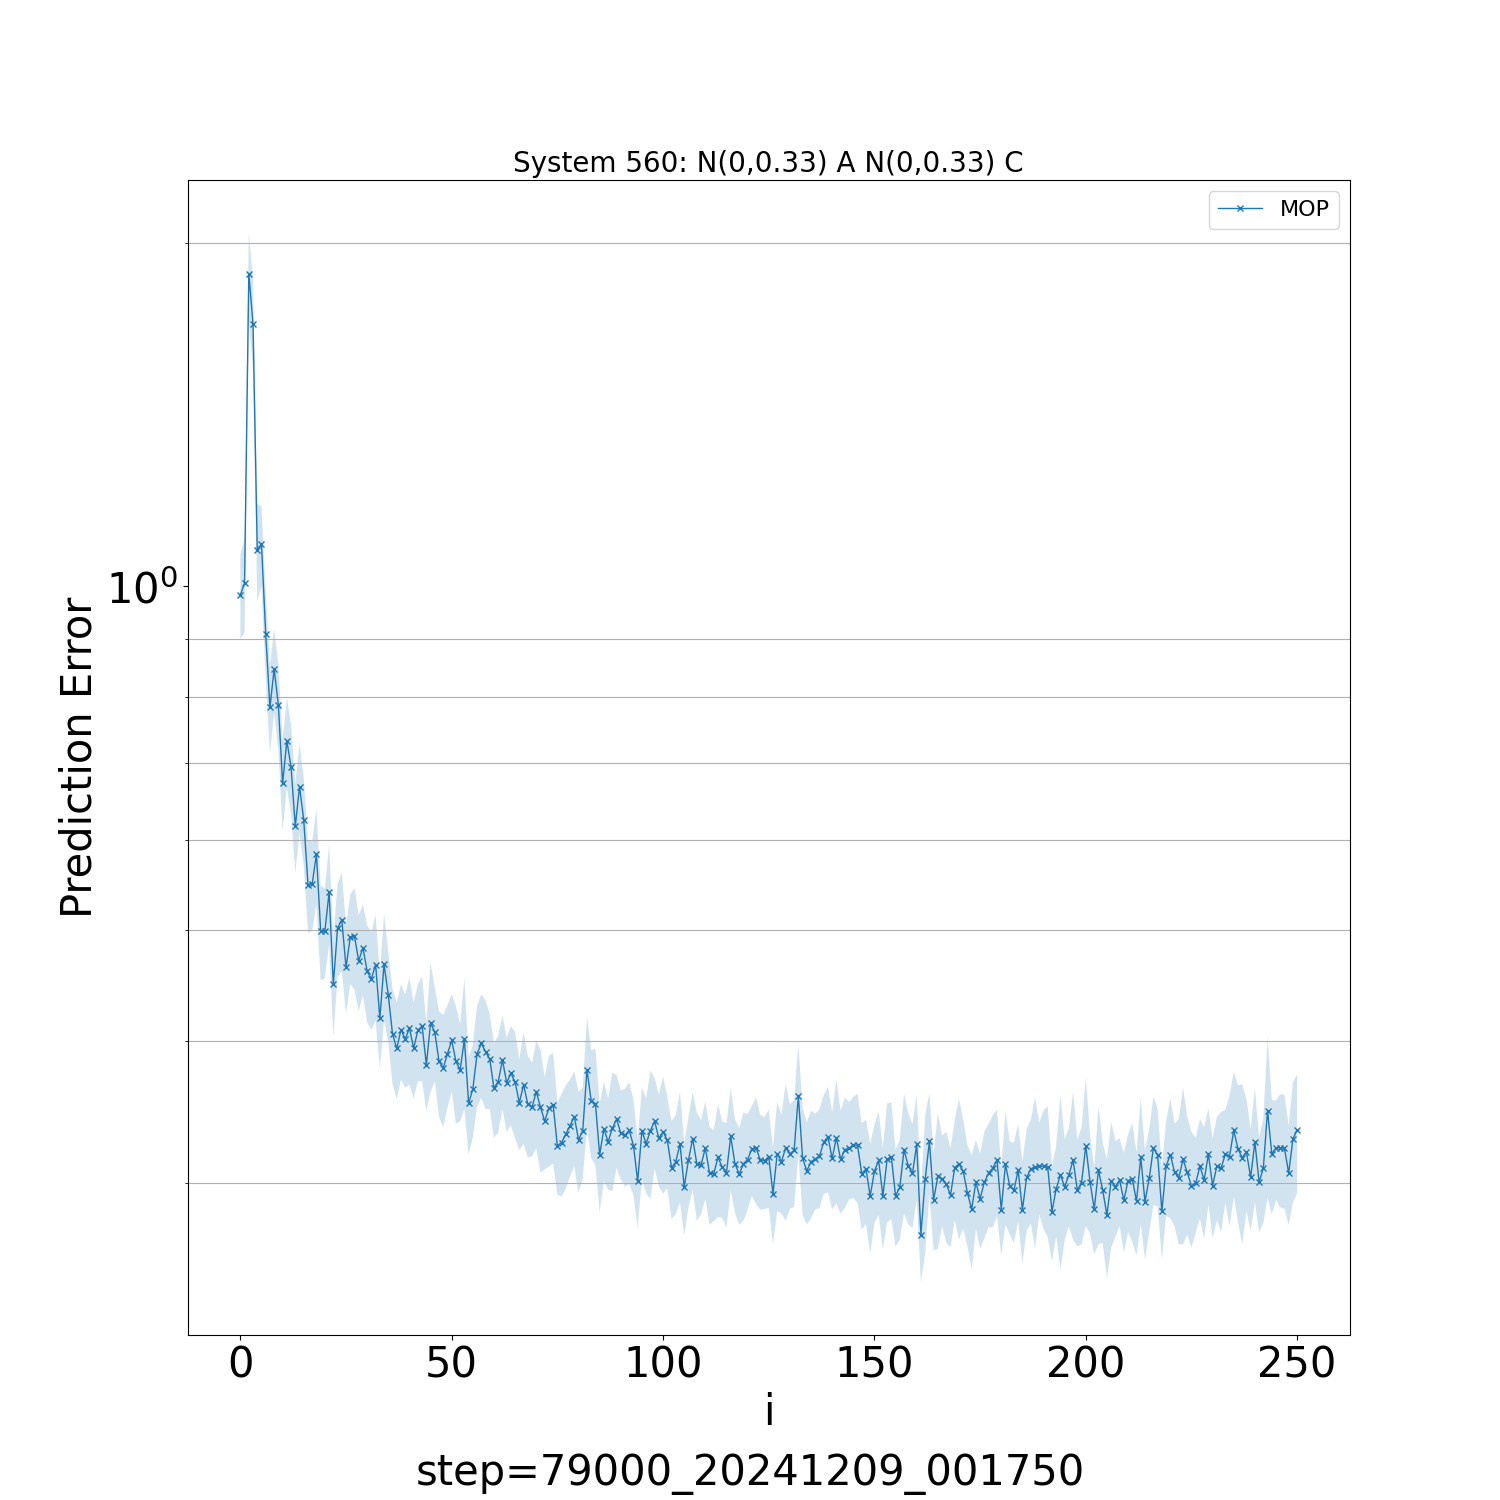 System 560: N(0,0.33) A N(0,0.33) C
MOP
Prediction Error
10⁰
0 50 100 150 200 250
i
step=79000_20241209_001750